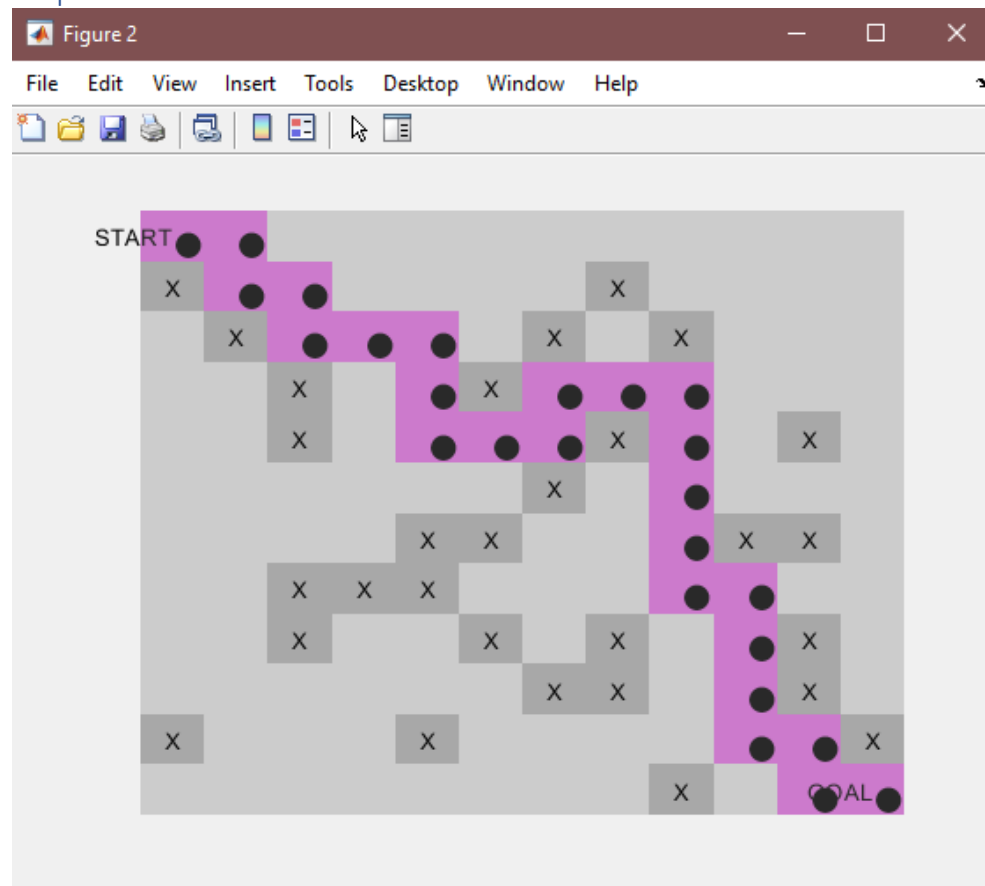 Figure 2
File Edit View Insert Tools Desktop Window Help
START
X X
X X X
X X
X X X
X
X X X X
X X X
X X X X
X X X
X X X
X GOAL